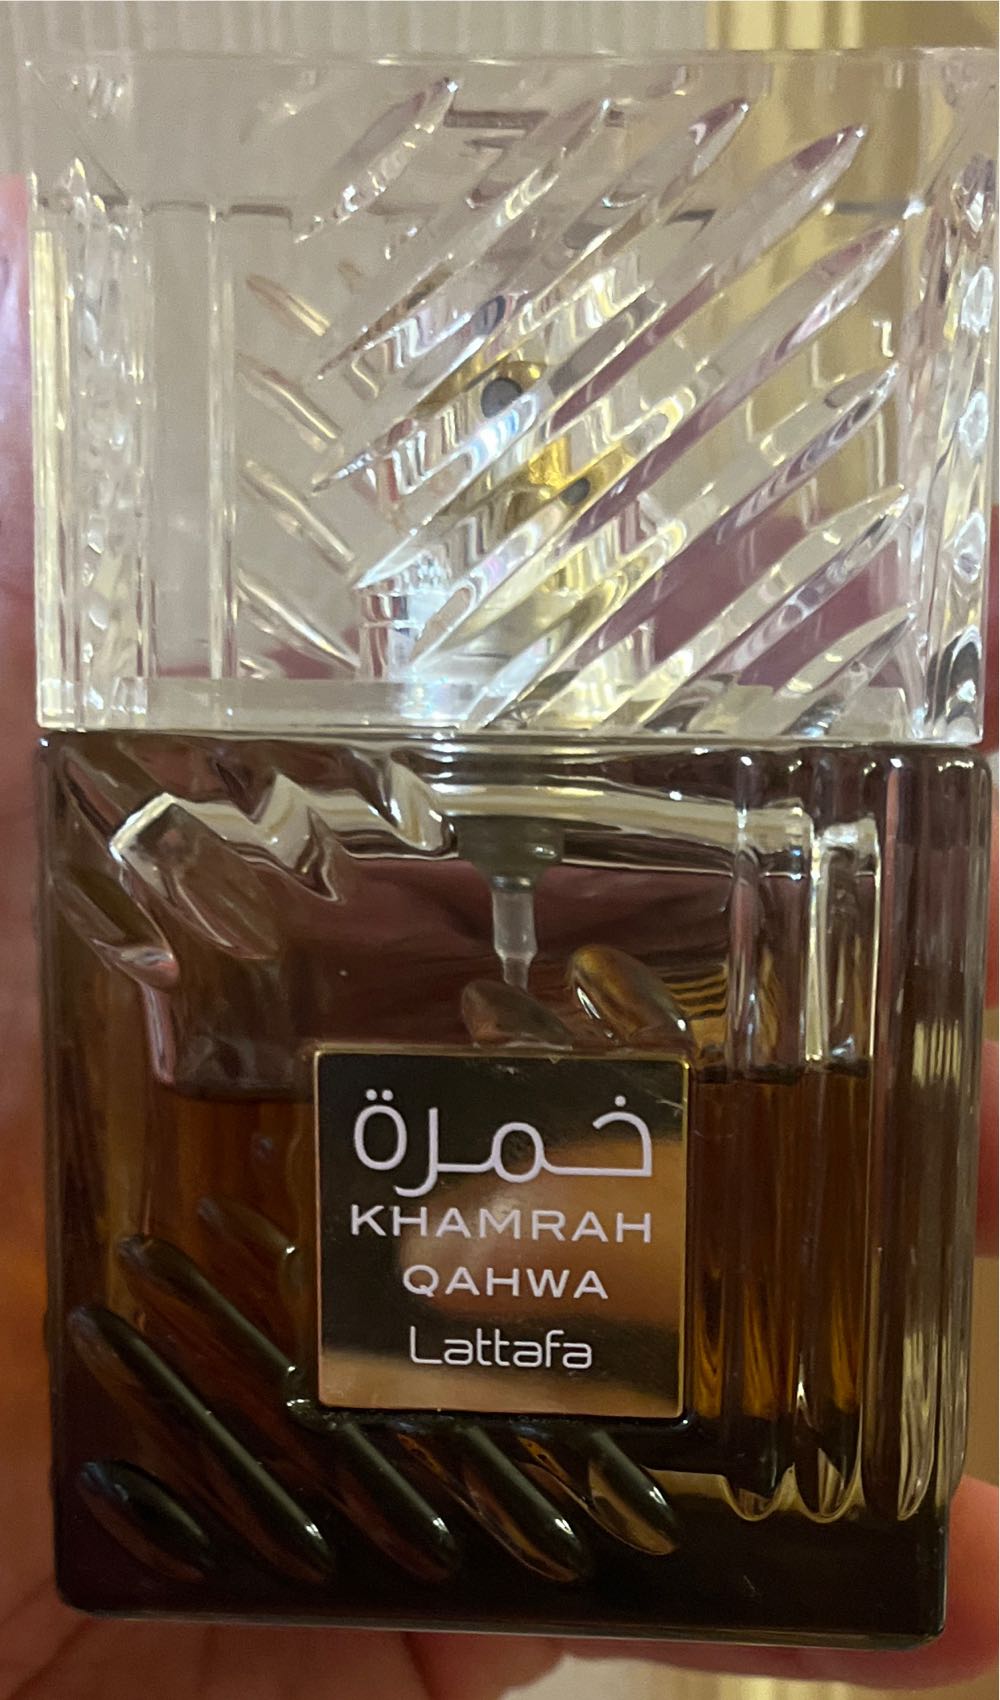 خمرة
KHAMRAH
QAHWA
Lattafa